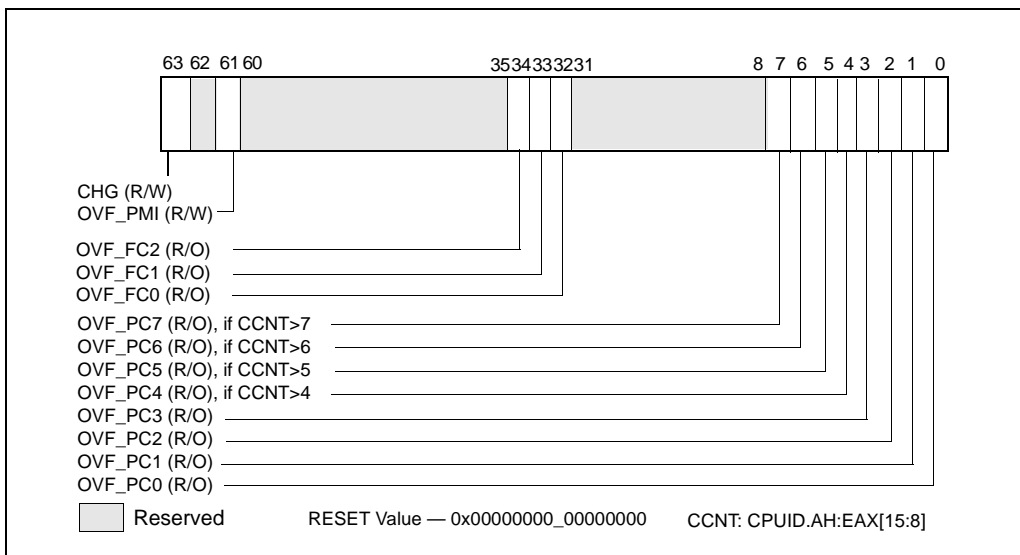 63 62 61 60 35 34 33 32 31 8 7 6 5 4 3 2 1 0
CHG (R/W)
OVF_PMI (R/W)
OVF_FC2 (R/O)
OVF_FC1 (R/O)
OVF_FC0 (R/O)
OVF_PC7 (R/O), if CCNT>7
OVF_PC6 (R/O), if CCNT>6
OVF_PC5 (R/O), if CCNT>5
OVF_PC4 (R/O), if CCNT>4
OVF_PC3 (R/O)
OVF_PC2 (R/O)
OVF_PC1 (R/O)
OVF_PC0 (R/O)
Reserved RESET Value — 0x00000000_00000000 CCNT: CPUID.AH:EAX[15:8]